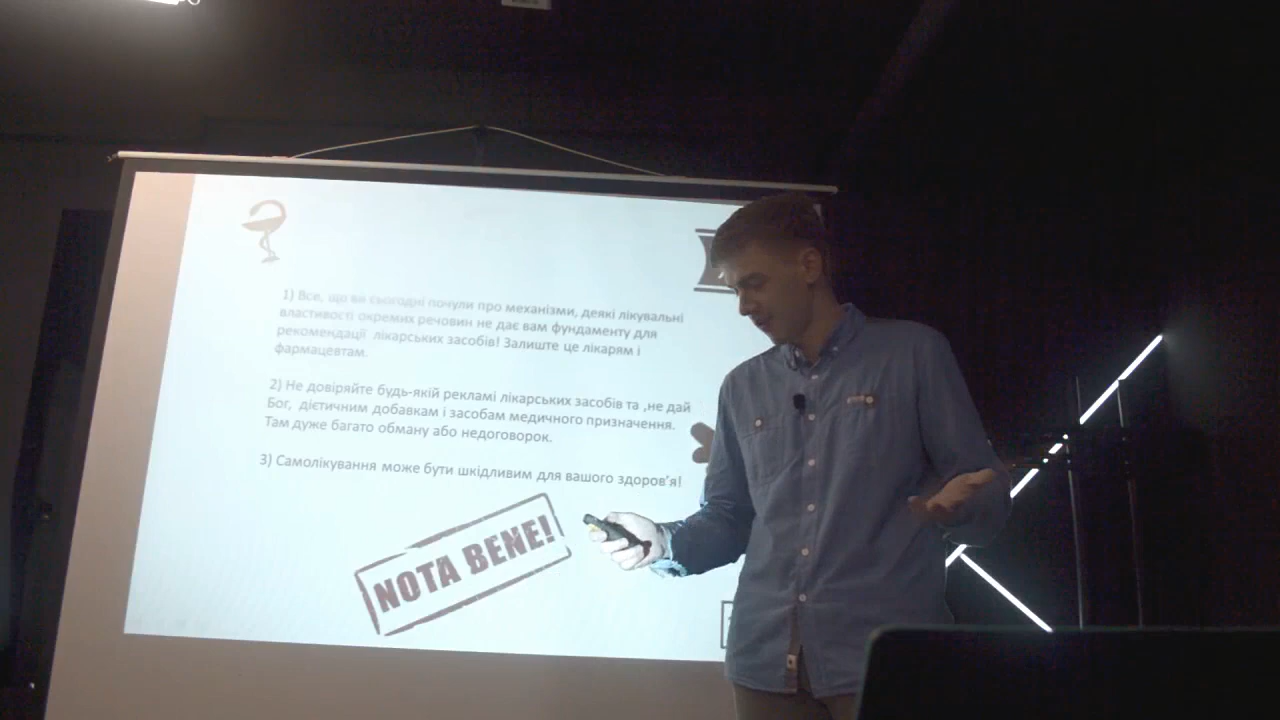 1) Все, що ви сьогодні почули про механізми, деякі лікувальні
властивості окремих речовин не дає вам фундаменту для
рекомендації лікарських засобів! Залиште це лікарям і
фармацевтам.
2) Не довіряйте будь-якій рекламі лікарських засобів та ,не дай
Бог, дієтичним добавкам і засобам медичного призначення.
Там дуже багато обману або недоговорок.
3) Самолікування може бути шкідливим для вашого здоров'я!
NOTA BENE!